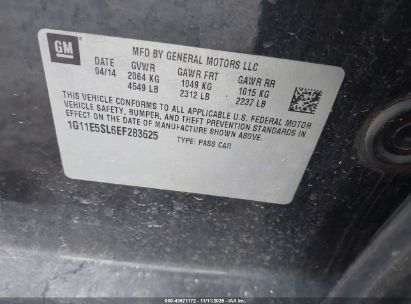 GM
MFD BY GENERAL MOTORS LLC
04/14
GVWR GAWR FRT GAWR RR
2064 KG 1049 KG 1015 KG
4549 LB 2312 LB 2237 LB
THIS VEHICLE CONFORMS TO ALL APPLICABLE U.S. FEDERAL MOTOR
VEHICLE SAFETY, BUMPER, AND THEFT PREVENTION STANDARDS IN
EFFECT ON THE DATE OF MANUFACTURE SHOWN ABOVE.
1G11E5SL6EF283625 TYPE: PASS CAR